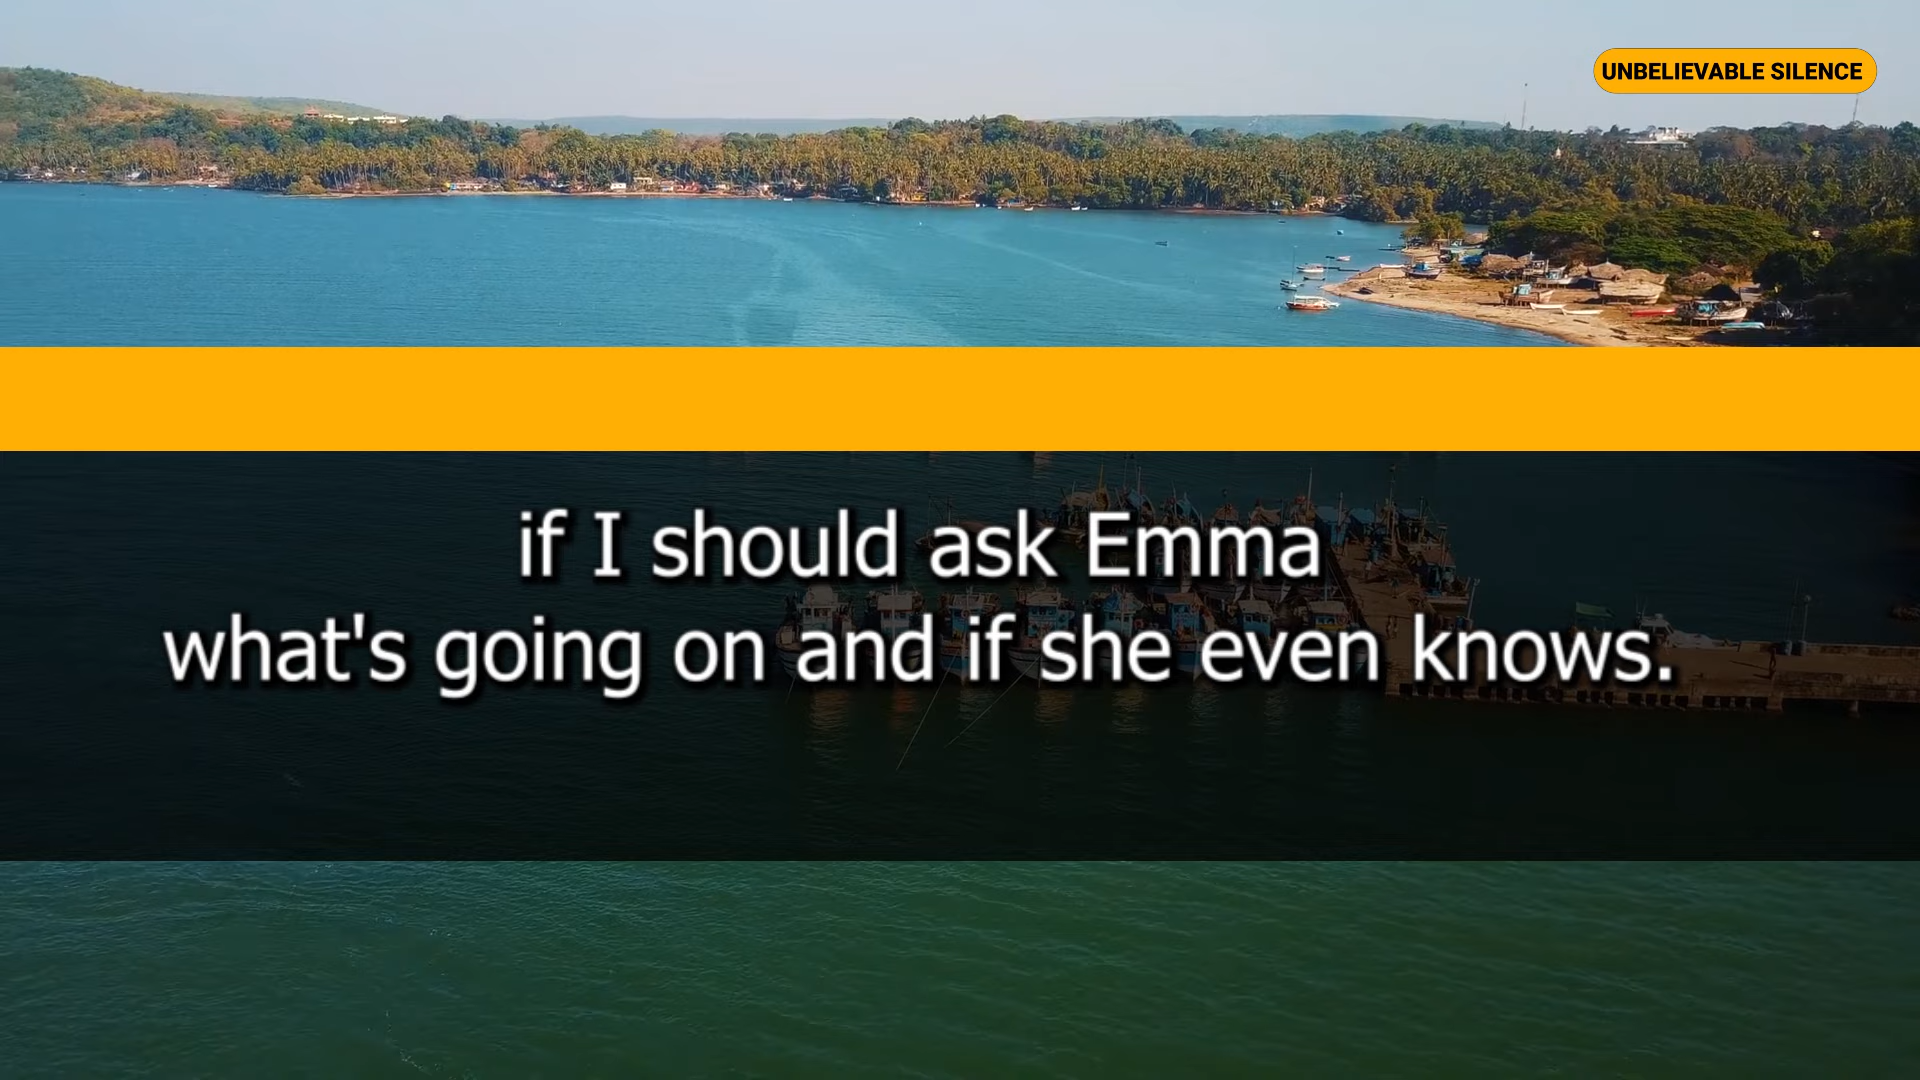 UNBELIEVABLE SILENCE
if I should ask Emma
what's going on and if she even knows.